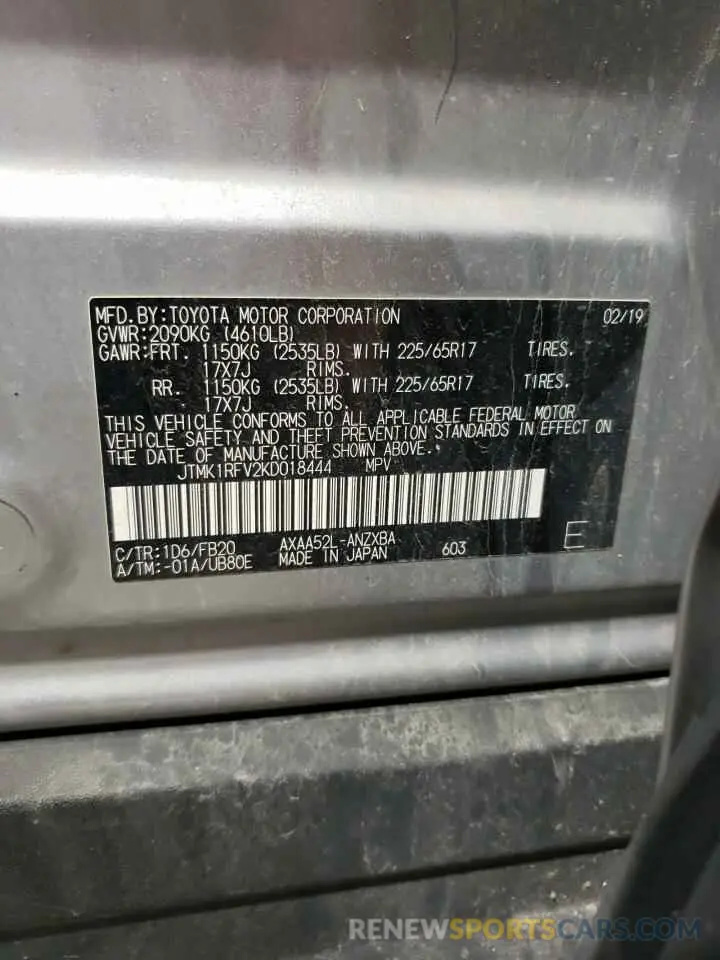 MFD.BY:TOYOTA MOTOR CORPORATION 02/19
GVWR:2090KG (4610LB)
GAWR:FRT. 1150KG (2535LB) WITH 225/65R17 TIRES.
17X7J RIMS.
RR. 1150KG (2535LB) WITH 225/65R17 TIRES.
17X7J RIMS.
THIS VEHICLE CONFORMS TO ALL APPLICABLE FEDERAL MOTOR
VEHICLE SAFETY AND THEFT PREVENTION STANDARDS IN EFFECT ON
THE DATE OF MANUFACTURE SHOWN ABOVE.
JTMK1RFV2KD018444 MPV
C/TR:1D6/FB20 AXAA52L-ANZXBA
A/TM:-01A/UB80E MADE IN JAPAN 603 E
RENEWSPORTSCARS.COM